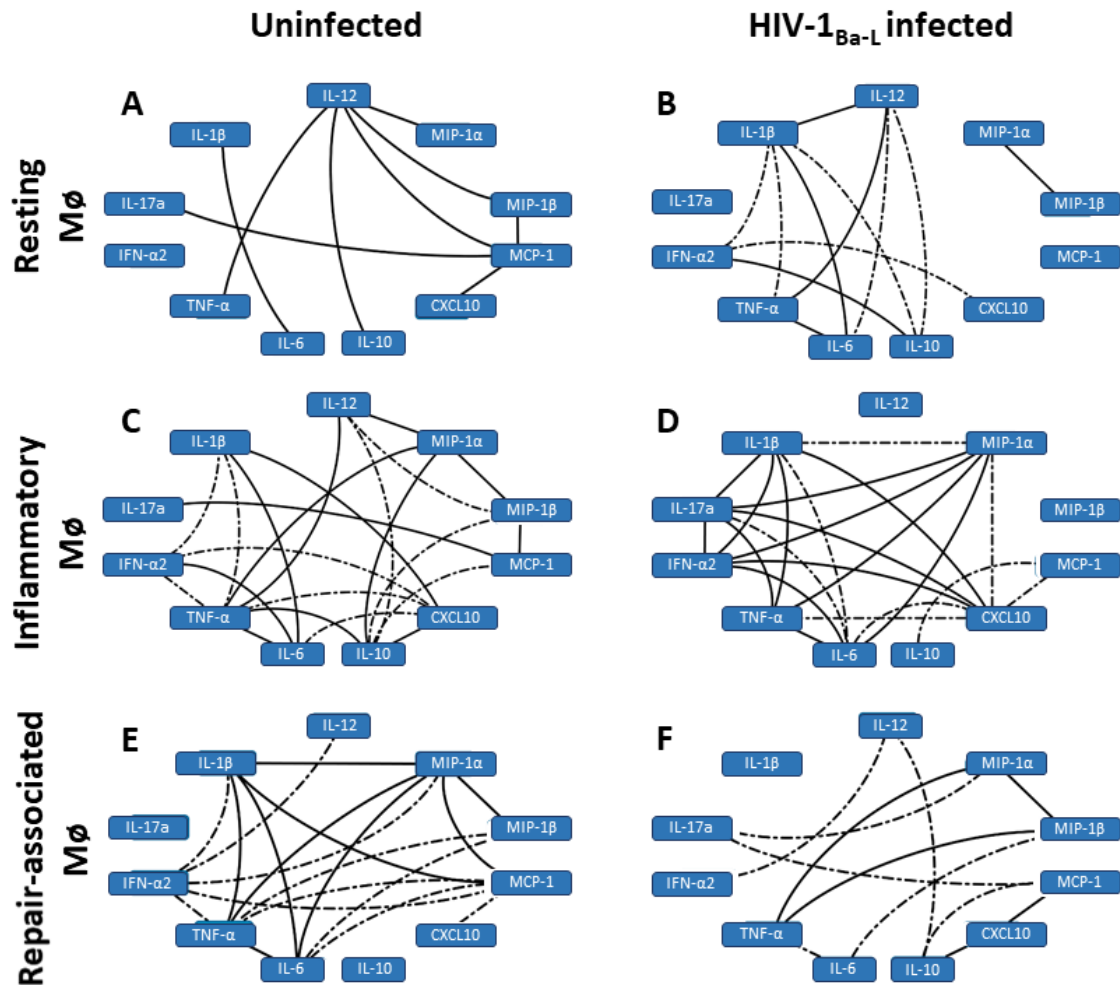 Uninfected
HIV-1Ba-L infected
Resting
Mø
A
IL-12
IL-1β
MIP-1α
IL-17a
MIP-1β
IFN-α2
MCP-1
TNF-α
CXCL10
IL-6
IL-10
B
IL-12
IL-1β
MIP-1α
IL-17a
MIP-1β
IFN-α2
MCP-1
TNF-α
CXCL10
IL-6
IL-10
Inflammatory
Mø
C
IL-12
IL-1β
MIP-1α
IL-17a
MIP-1β
IFN-α2
MCP-1
TNF-α
CXCL10
IL-6
IL-10
D
IL-12
IL-1β
MIP-1α
IL-17a
MIP-1β
IFN-α2
MCP-1
TNF-α
CXCL10
IL-6
IL-10
Repair-associated
Mø
E
IL-12
IL-1β
MIP-1α
IL-17a
MIP-1β
IFN-α2
MCP-1
TNF-α
CXCL10
IL-6
IL-10
F
IL-12
IL-1β
MIP-1α
IL-17a
MIP-1β
IFN-α2
MCP-1
TNF-α
CXCL10
IL-6
IL-10